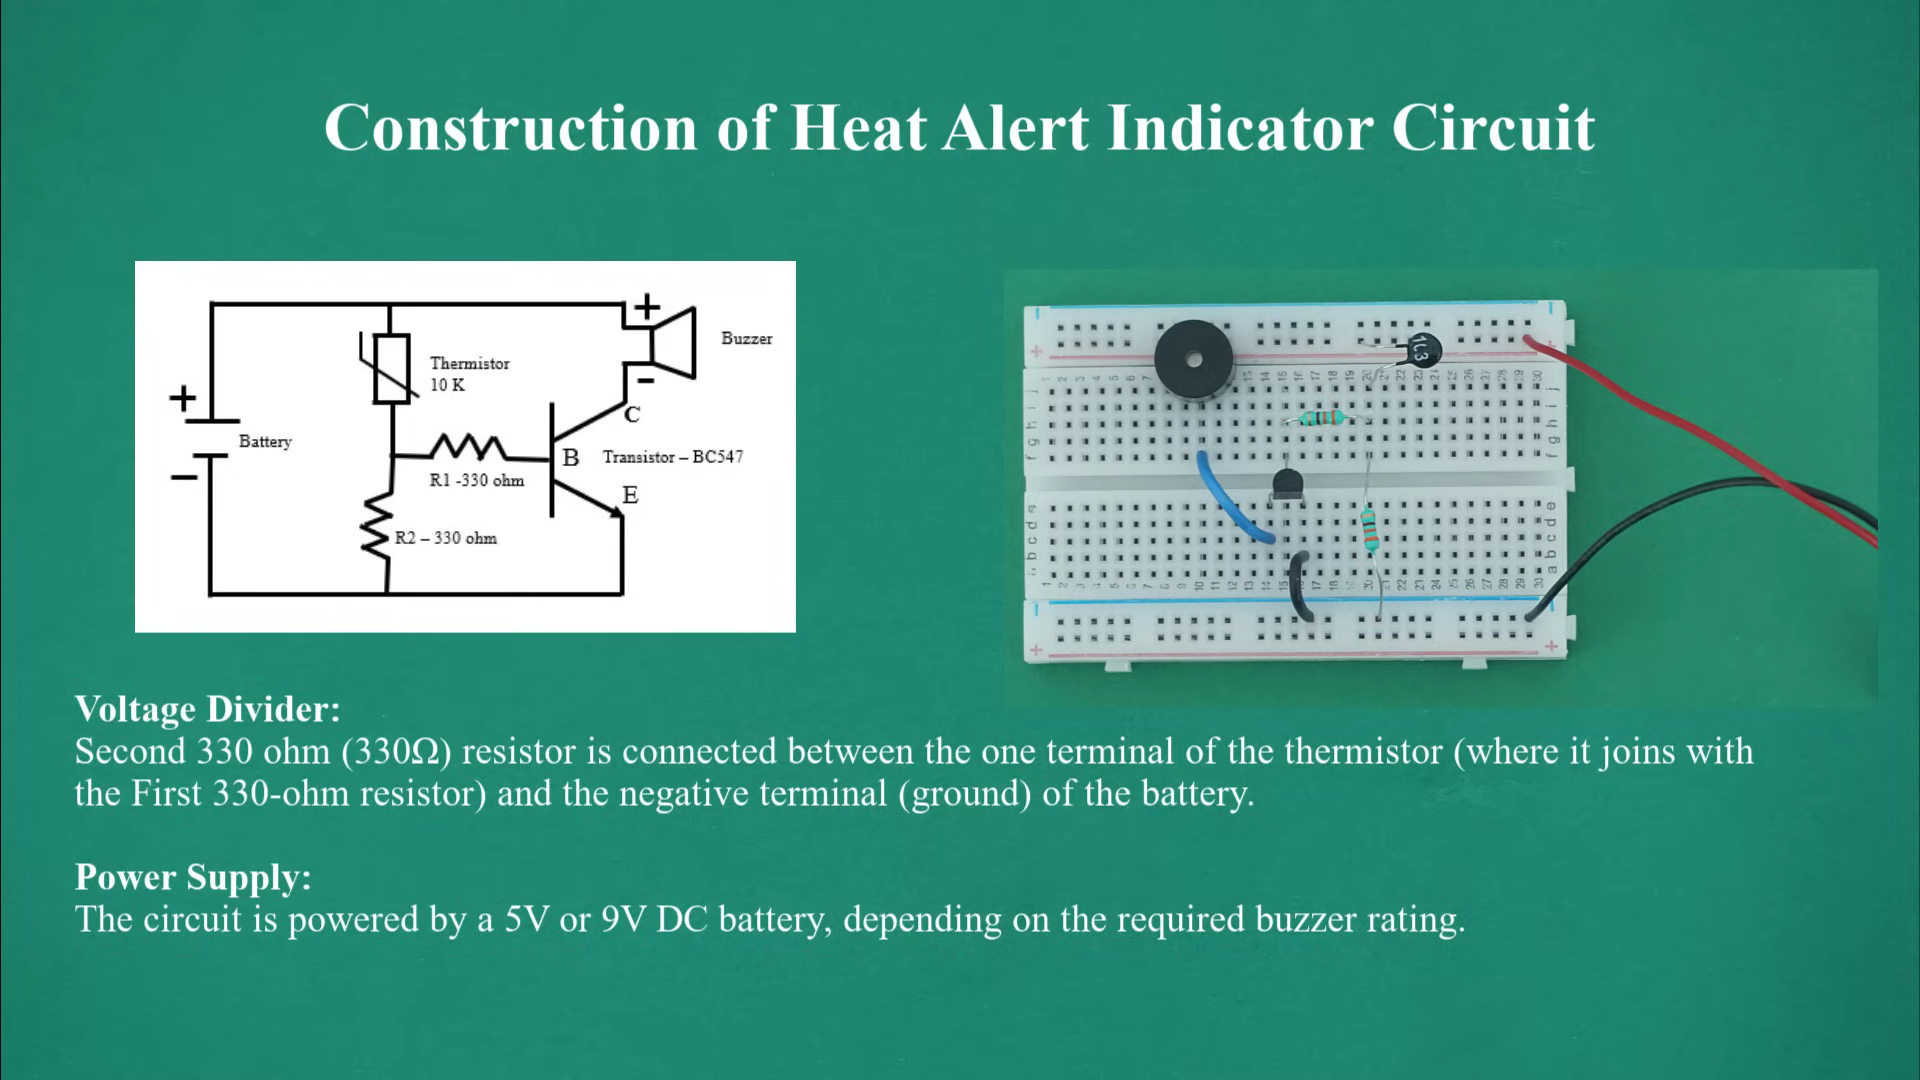 Construction of Heat Alert Indicator Circuit
+
Buzzer
Thermistor
10 K
-
+
C
Battery
B
Transistor – BC547
-
R1 -330 ohm
E
R2 – 330 ohm
1L3
Voltage Divider:
Second 330 ohm (330Ω) resistor is connected between the one terminal of the thermistor (where it joins with
the First 330-ohm resistor) and the negative terminal (ground) of the battery.
Power Supply:
The circuit is powered by a 5V or 9V DC battery, depending on the required buzzer rating.